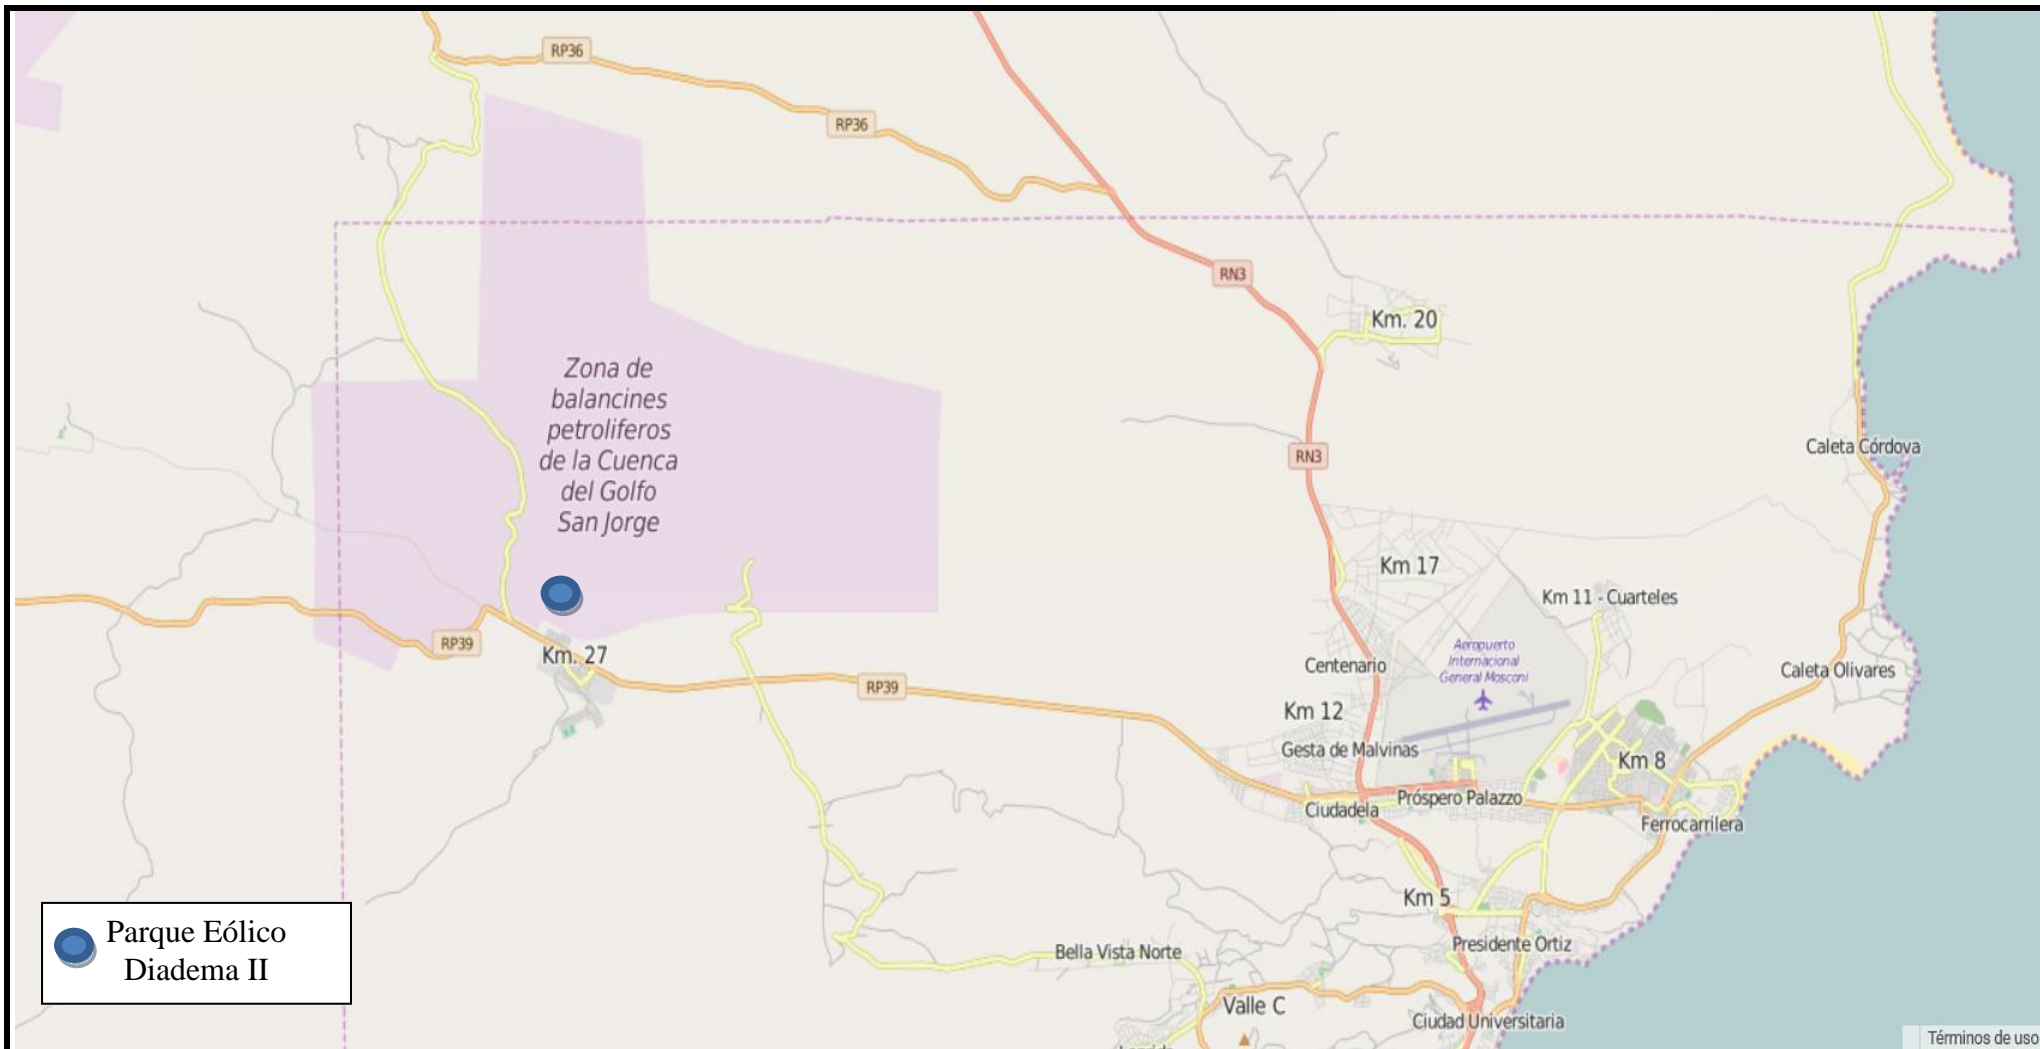 RP36
RP36
RN3
Km. 20
Zona de
balancines
petroliferos
de la Cuenca
del Golfo
San Jorge
RN3
Caleta Córdova
Km 17
Km 11 - Cuarteles
RP39
Km. 27
Aeropuerto
Internacional
General Mosconi
Centenario
Caleta Olivares
RP39
Km 12
Gesta de Malvinas
Km 8
Ciudadela
Próspero Palazzo
Ferrocarrilera
Km 5
Parque Eólico
Diadema II
Presidente Ortiz
Bella Vista Norte
Valle C
Ciudad Universitaria
Términos de uso